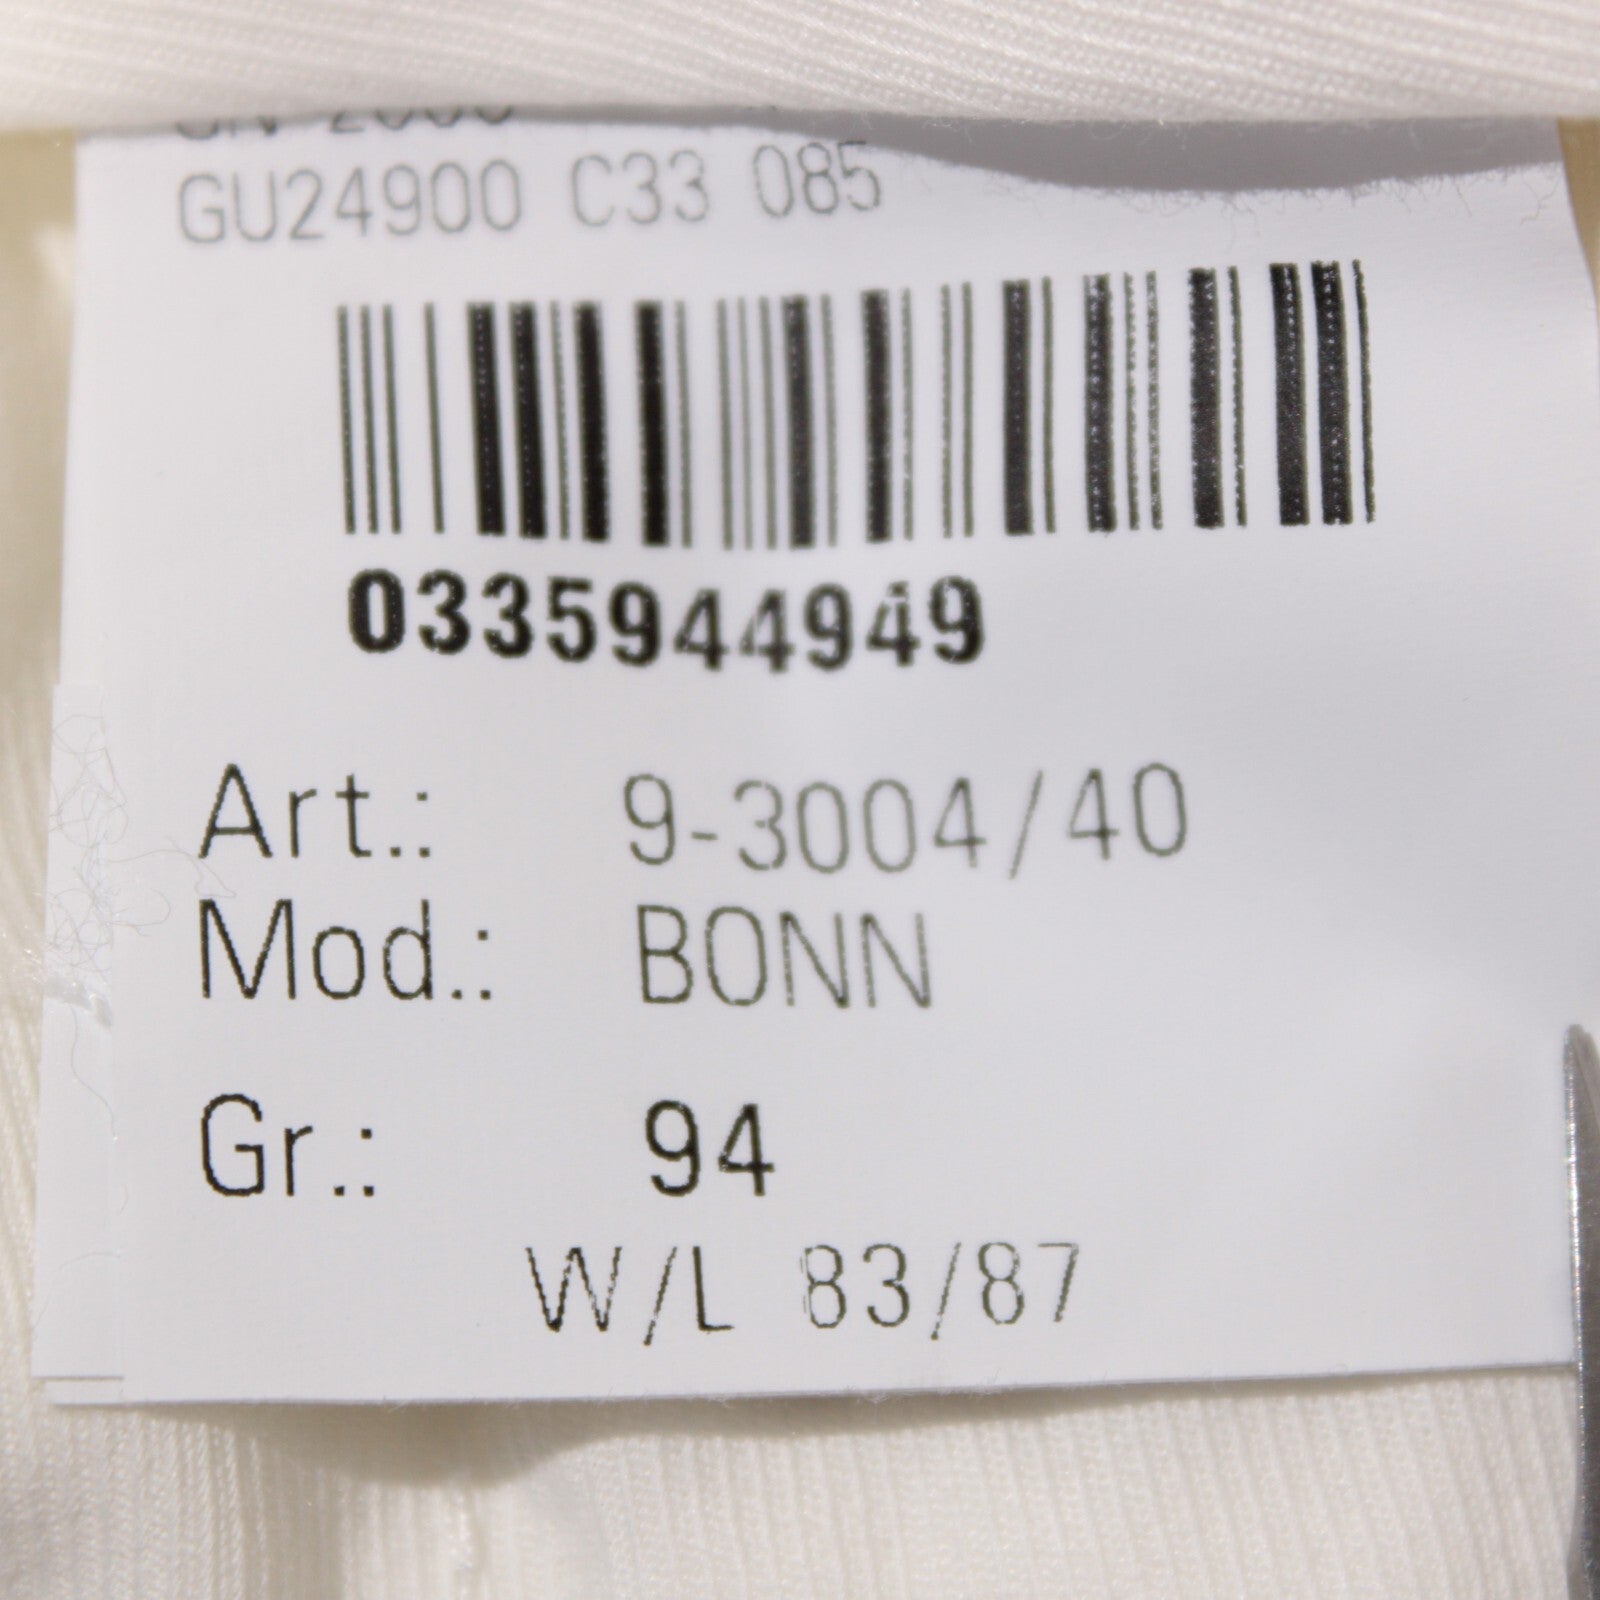 GU24900 C33 085
0335944949
Art.: 9-3004/40
Mod.: BONN
Gr.: 94
W/L 83/87